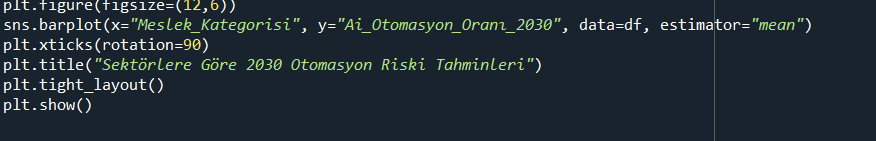 plt.figure(figsize=(12,6))
sns.barplot(x="Meslek_Kategorisi", y="Ai_Otomasyon_Oranı_2030", data=df, estimator="mean")
plt.xticks(rotation=90)
plt.title("Sektörlere Göre 2030 Otomasyon Riski Tahminleri")
plt.tight_layout()
plt.show()